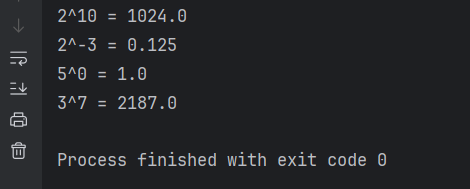 2^10 = 1024.0
2^-3 = 0.125
5^0 = 1.0
3^7 = 2187.0
Process finished with exit code 0